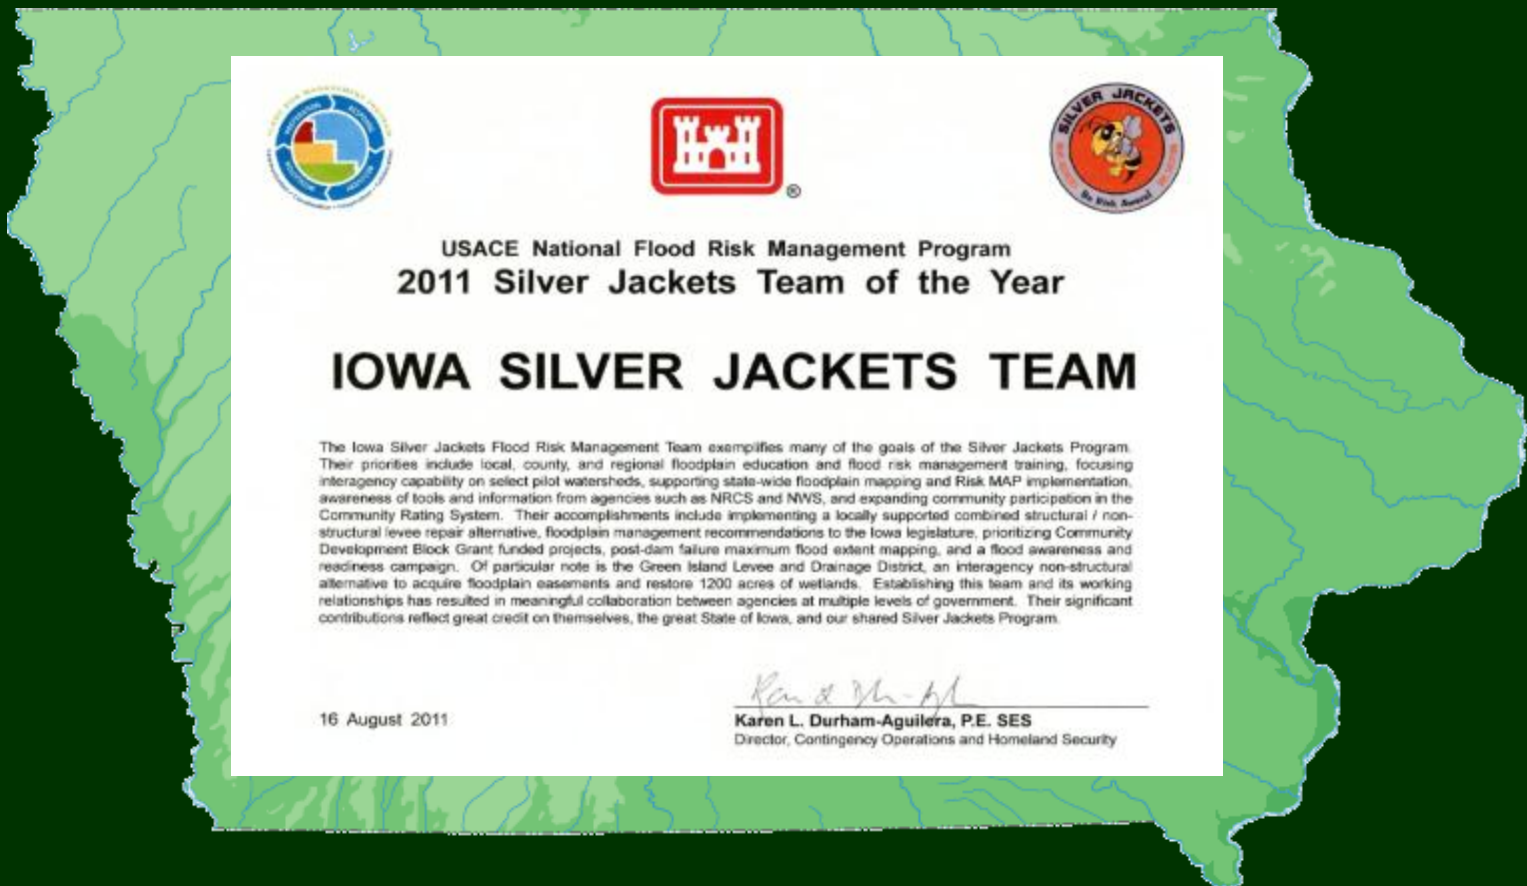 SILVER JACKETS
®
USACE National Flood Risk Management Program
2011 Silver Jackets Team of the Year
IOWA SILVER JACKETS TEAM
The Iowa Silver Jackets Flood Risk Management Team exemplifies many of the goals of the Silver Jackets Program.
Their priorities include local, county, and regional floodplain education and flood risk management training, focusing
interagency capability on select pilot watersheds, supporting state-wide floodplain mapping and Risk MAP implementation,
awareness of tools and information from agencies such as NRCS and NWS, and expanding community participation in the
Community Rating System. Their accomplishments include implementing a locally supported combined structural / non-
structural levee repair alternative, floodplain management recommendations to the Iowa legislature, prioritizing Community
Development Block Grant funded projects, post-dam failure maximum flood extent mapping, and a flood awareness and
readiness campaign. Of particular note is the Green Island Levee and Drainage District, an interagency non-structural
alternative to acquire floodplain easements and restore 1200 acres of wetlands. Establishing this team and its working
relationships has resulted in meaningful collaboration between agencies at multiple levels of government. Their significant
contributions reflect great credit on themselves, the great State of Iowa, and our shared Silver Jackets Program.
16 August 2011
Karen L. Durham-Aguilera, P.E. SES
Director, Contingency Operations and Homeland Security